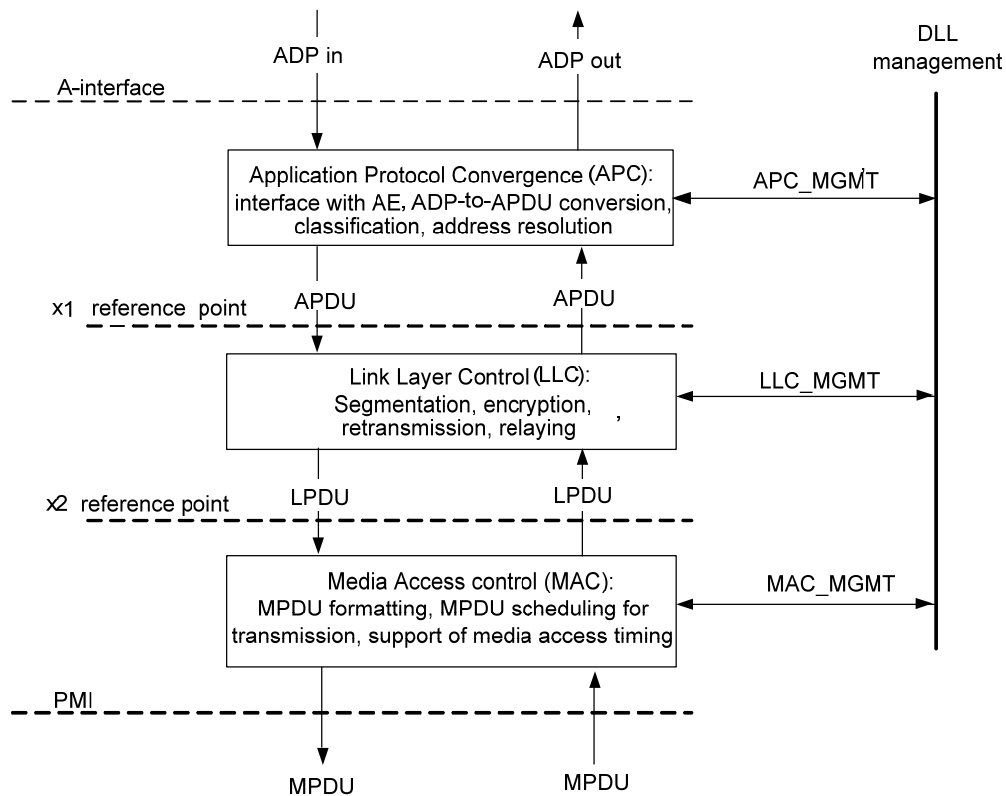 ADP in
ADP out
DLL
management
A-interface
Application Protocol Convergence (APC):
interface with AE, ADP-to-APDU conversion,
classification, address resolution
APC_MGMT
APDU
APDU
x1 reference point
Link Layer Control (LLC):
Segmentation, encryption,
retransmission, relaying ,
LLC_MGMT
LPDU
LPDU
x2 reference point
Media Access control (MAC):
MPDU formatting, MPDU scheduling for
transmission, support of media access timing
MAC_MGMT
PMI
MPDU
MPDU